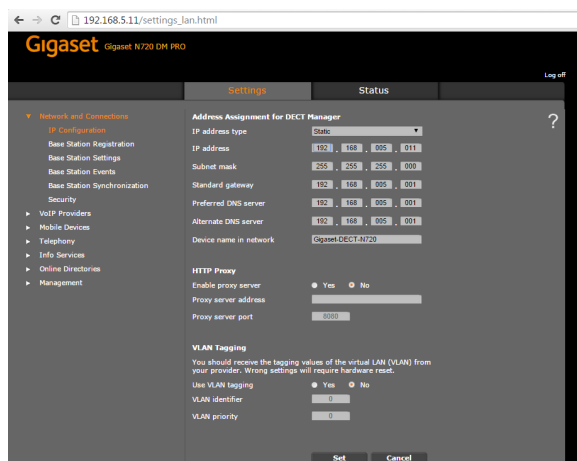 192.168.5.11/settings_lan.html
Gigaset Gigaset N720 DM PRO
Log off
Settings Status
Network and Connections
IP Configuration
Base Station Registration
Base Station Settings
Base Station Events
Base Station Synchronization
Security
VoIP Providers
Mobile Devices
Telephony
Info Services
Online Directories
Management
Address Assignment for DECT Manager
IP address type Static
IP address 192 . 168 . 005 . 011
Subnet mask 255 . 255 . 255 . 000
Standard gateway 192 . 168 . 005 . 001
Preferred DNS server 192 . 168 . 005 . 001
Alternate DNS server 192 . 168 . 005 . 001
Device name in network Gigaset-DECT-N720
HTTP Proxy
Enable proxy server Yes No
Proxy server address
Proxy server port 8080
VLAN Tagging
You should receive the tagging values of the virtual LAN (VLAN) from
your provider. Wrong settings will require hardware reset.
Use VLAN tagging Yes No
VLAN identifier 0
VLAN priority 0
Set Cancel
?